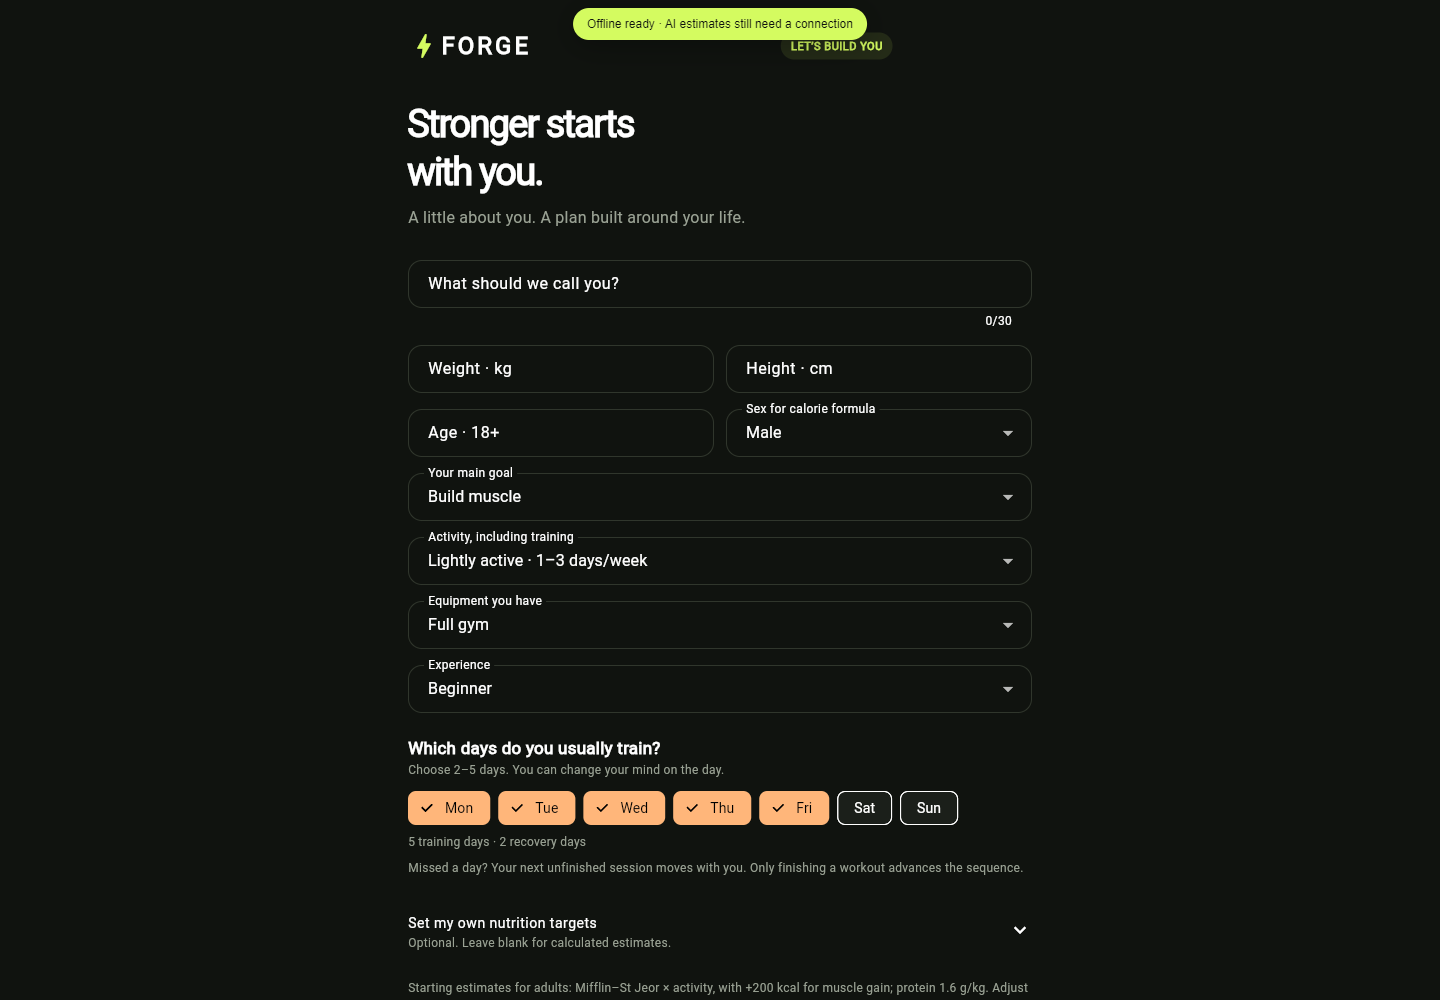 Offline ready · AI estimates still need a connection
FORGE
LET'S BUILD YOU
Stronger starts
with you.
A little about you. A plan built around your life.
What should we call you?
0/30
Weight · kg
Height · cm
Age · 18+
Sex for calorie formula
Male
Your main goal
Build muscle
Activity, including training
Lightly active · 1–3 days/week
Equipment you have
Full gym
Experience
Beginner
Which days do you usually train?
Choose 2–5 days. You can change your mind on the day.
Mon Tue Wed Thu Fri Sat Sun
5 training days · 2 recovery days
Missed a day? Your next unfinished session moves with you. Only finishing a workout advances the sequence.
Set my own nutrition targets
Optional. Leave blank for calculated estimates.
Starting estimates for adults: Mifflin–St Jeor × activity, with +200 kcal for muscle gain; protein 1.6 g/kg. Adjust